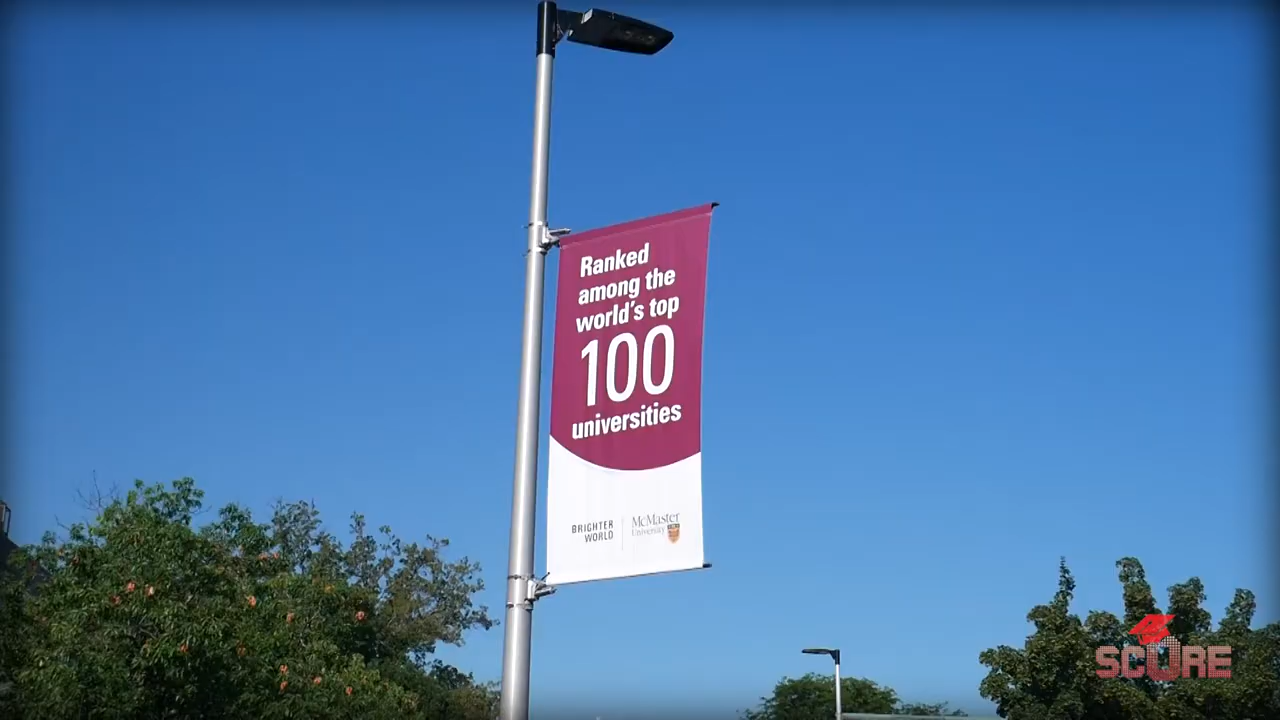 Ranked
among the
world's top
100
universities
BRIGHTER
WORLD
McMaster
University
SCORE